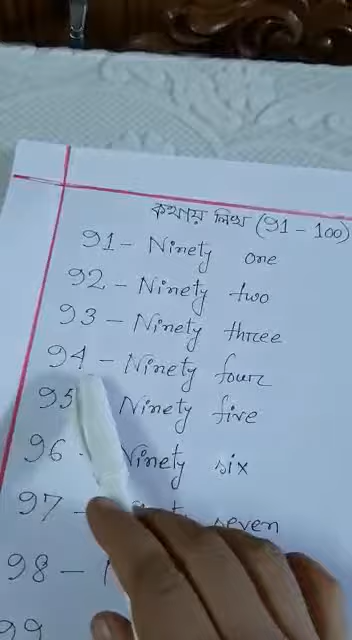 কথায় লিখ (91 - 100)
91 - Ninety one
92 - Ninety two
93 - Ninety three
94 - Ninety four
95 Ninety five
96 - Ninety six
97 - seven
98 -
99